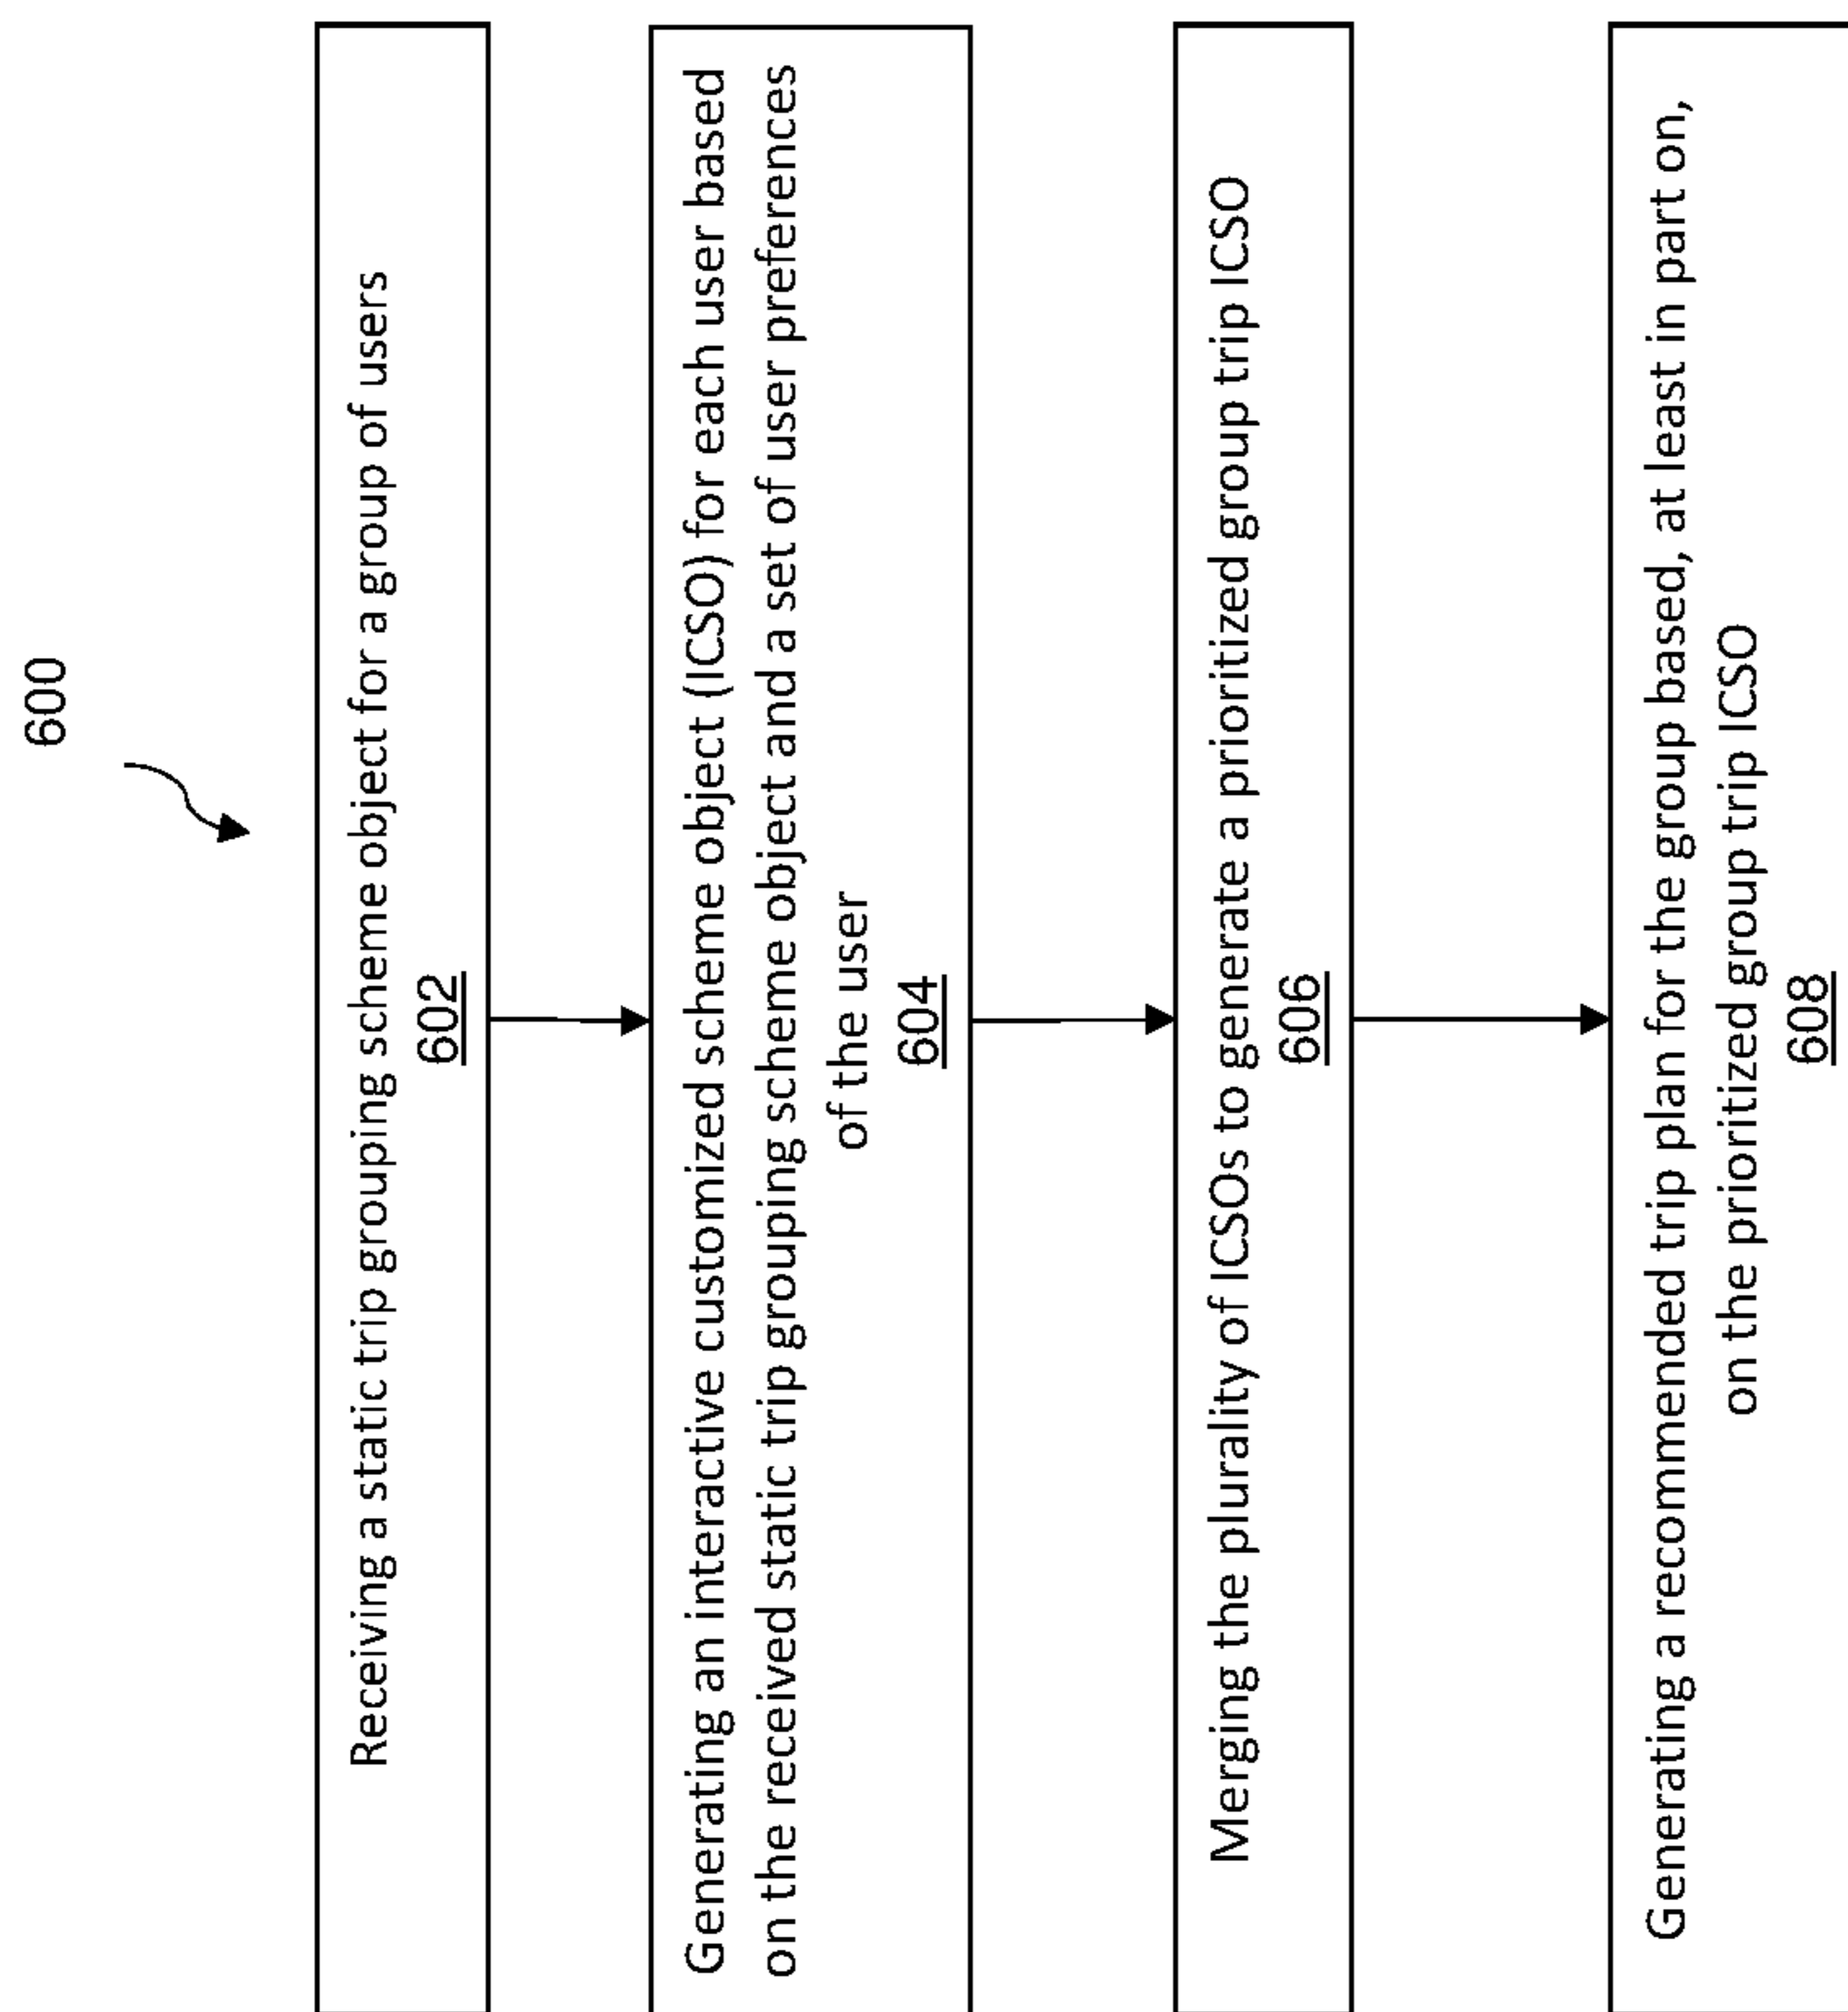 600
Receiving a static trip grouping scheme object for a group of users
602
Generating an interactive customized scheme object (ICSO) for each user based
on the received static trip grouping scheme object and a set of user preferences
of the user
604
Merging the plurality of ICSOs to generate a prioritized group trip ICSO
606
Generating a recommended trip plan for the group based, at least in part on,
on the prioritized group trip ICSO
608